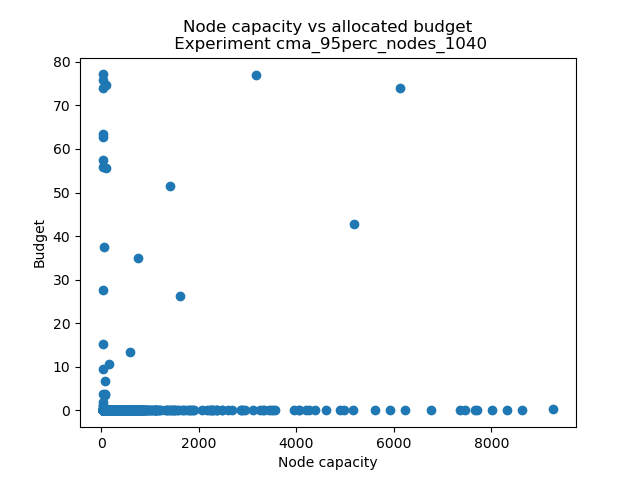 Node capacity vs allocated budget
Experiment cma_95perc_nodes_1040
80
70
60
50
40
30
20
10
0
Budget
0 2000 4000 6000 8000
Node capacity